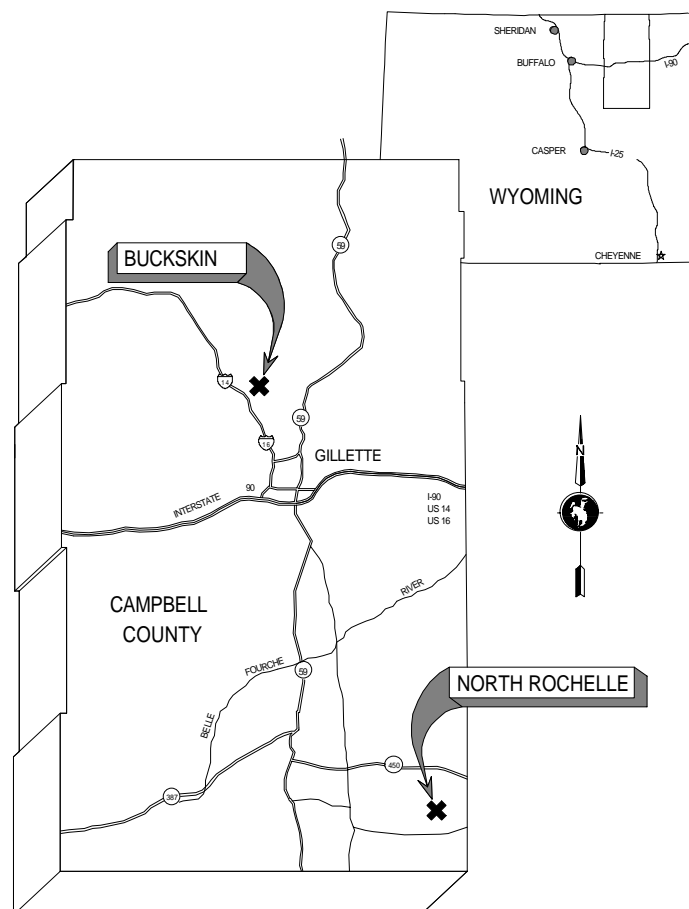 SHERIDAN
BUFFALO
I-90
CASPER
I-25
WYOMING
CHEYENNE
59
BUCKSKIN
14
59
16
GILLETTE
90
INTERSTATE
I-90
US 14
US 16
N
CAMPBELL
COUNTY
RIVER
FOURCHE
BELLE
59
NORTH ROCHELLE
450
387